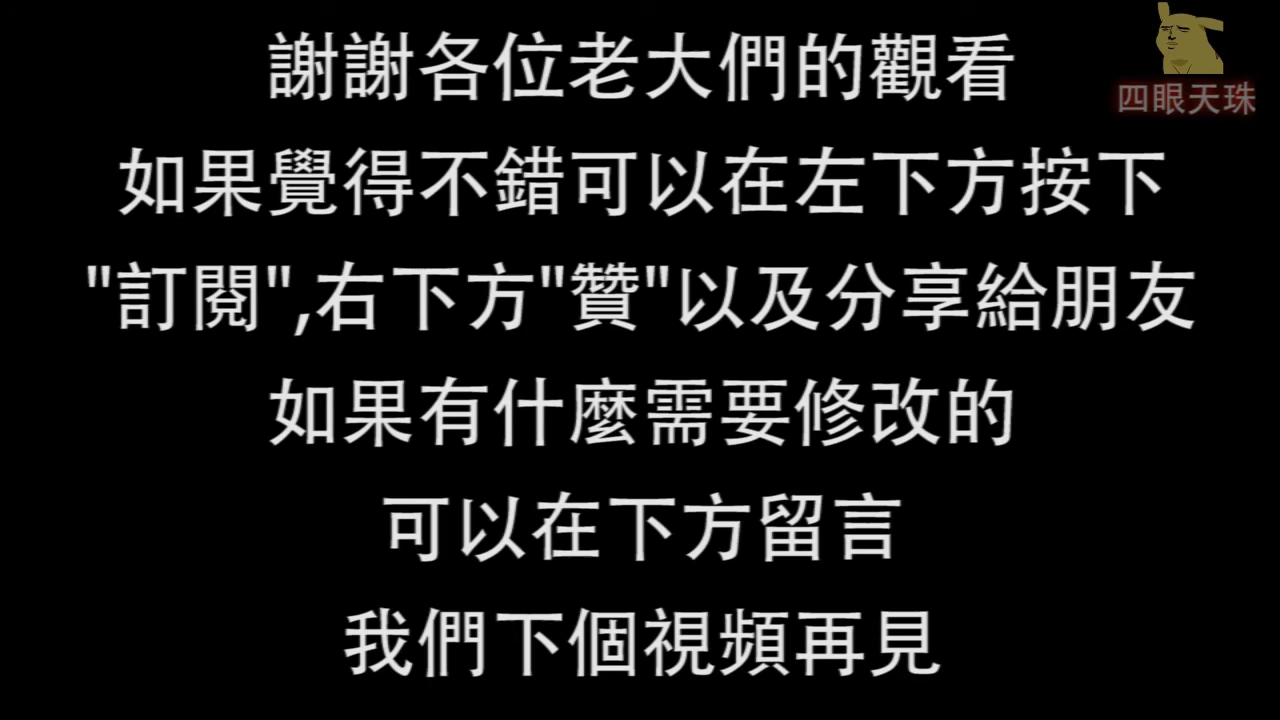 謝謝各位老大們的觀看
四眼天珠
如果覺得不錯可以在左下方按下
"訂閱",右下方"贊"以及分享給朋友
如果有什麼需要修改的
可以在下方留言
我們下個視頻再見